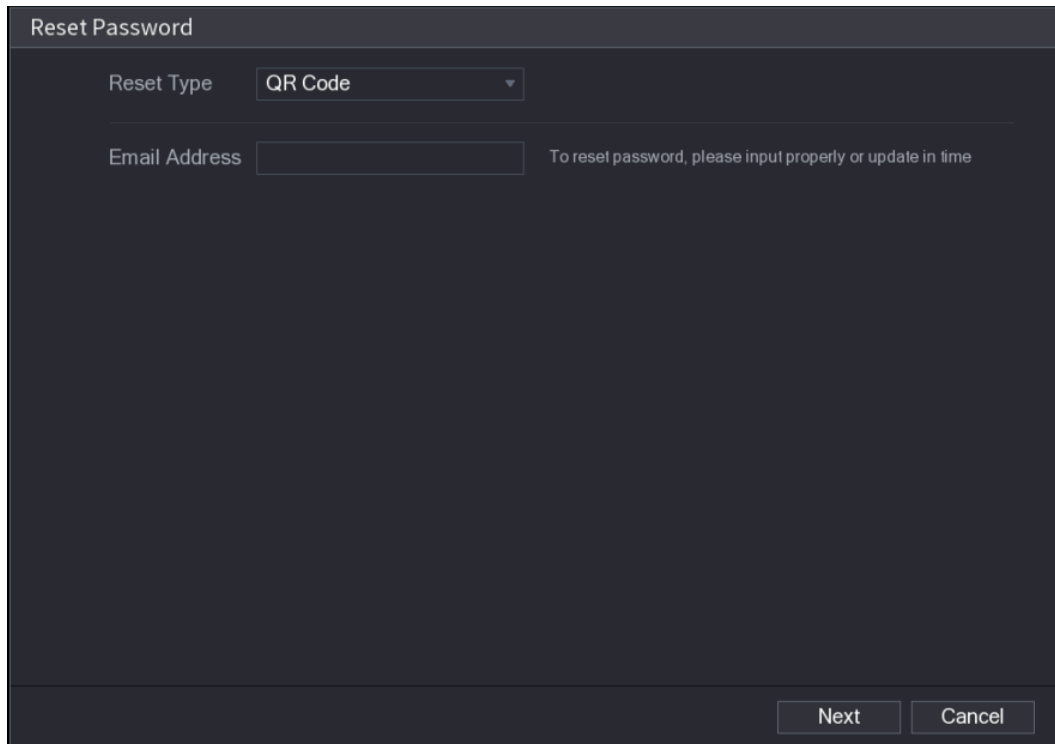 Reset Password
Reset Type QR Code
Email Address To reset password, please input properly or update in time
Next Cancel